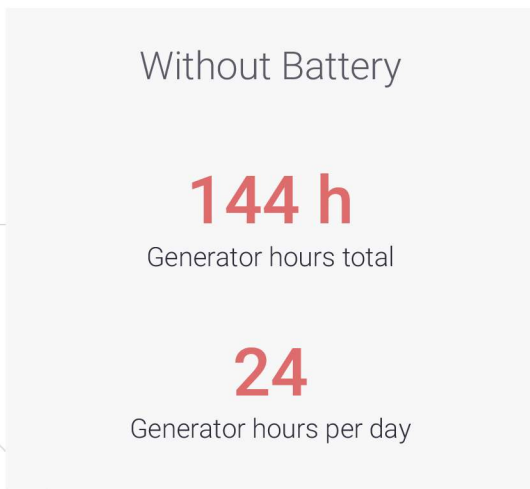 Without Battery
144 h
Generator hours total
24
Generator hours per day